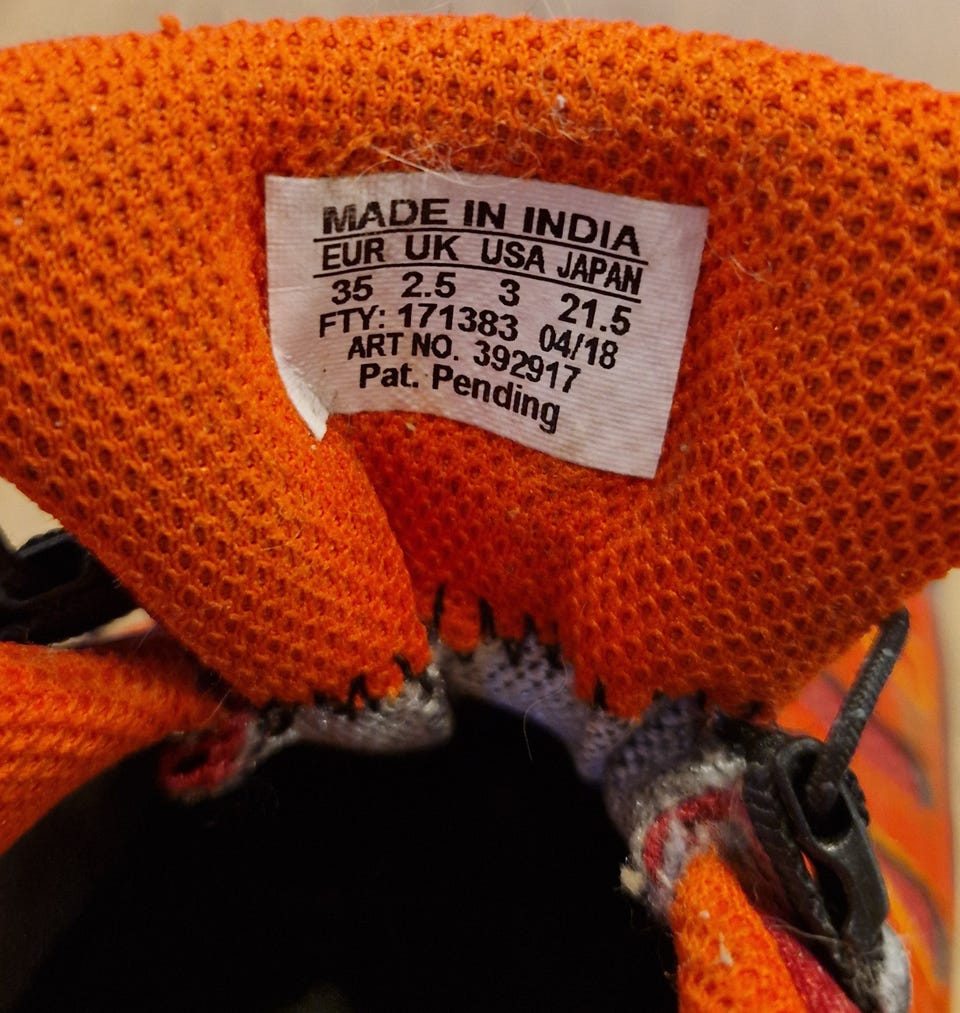 MADE IN INDIA
EUR UK USA JAPAN
35 2.5 3 21.5
FTY: 171383 04/18
ART NO. 392917
Pat. Pending